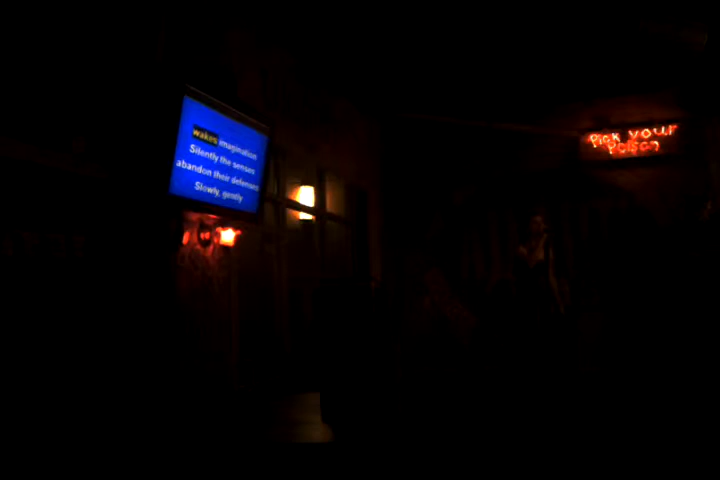 wakes imagination
Silently the senses
abandon their defenses
Slowly, gently
Pick your
Poison